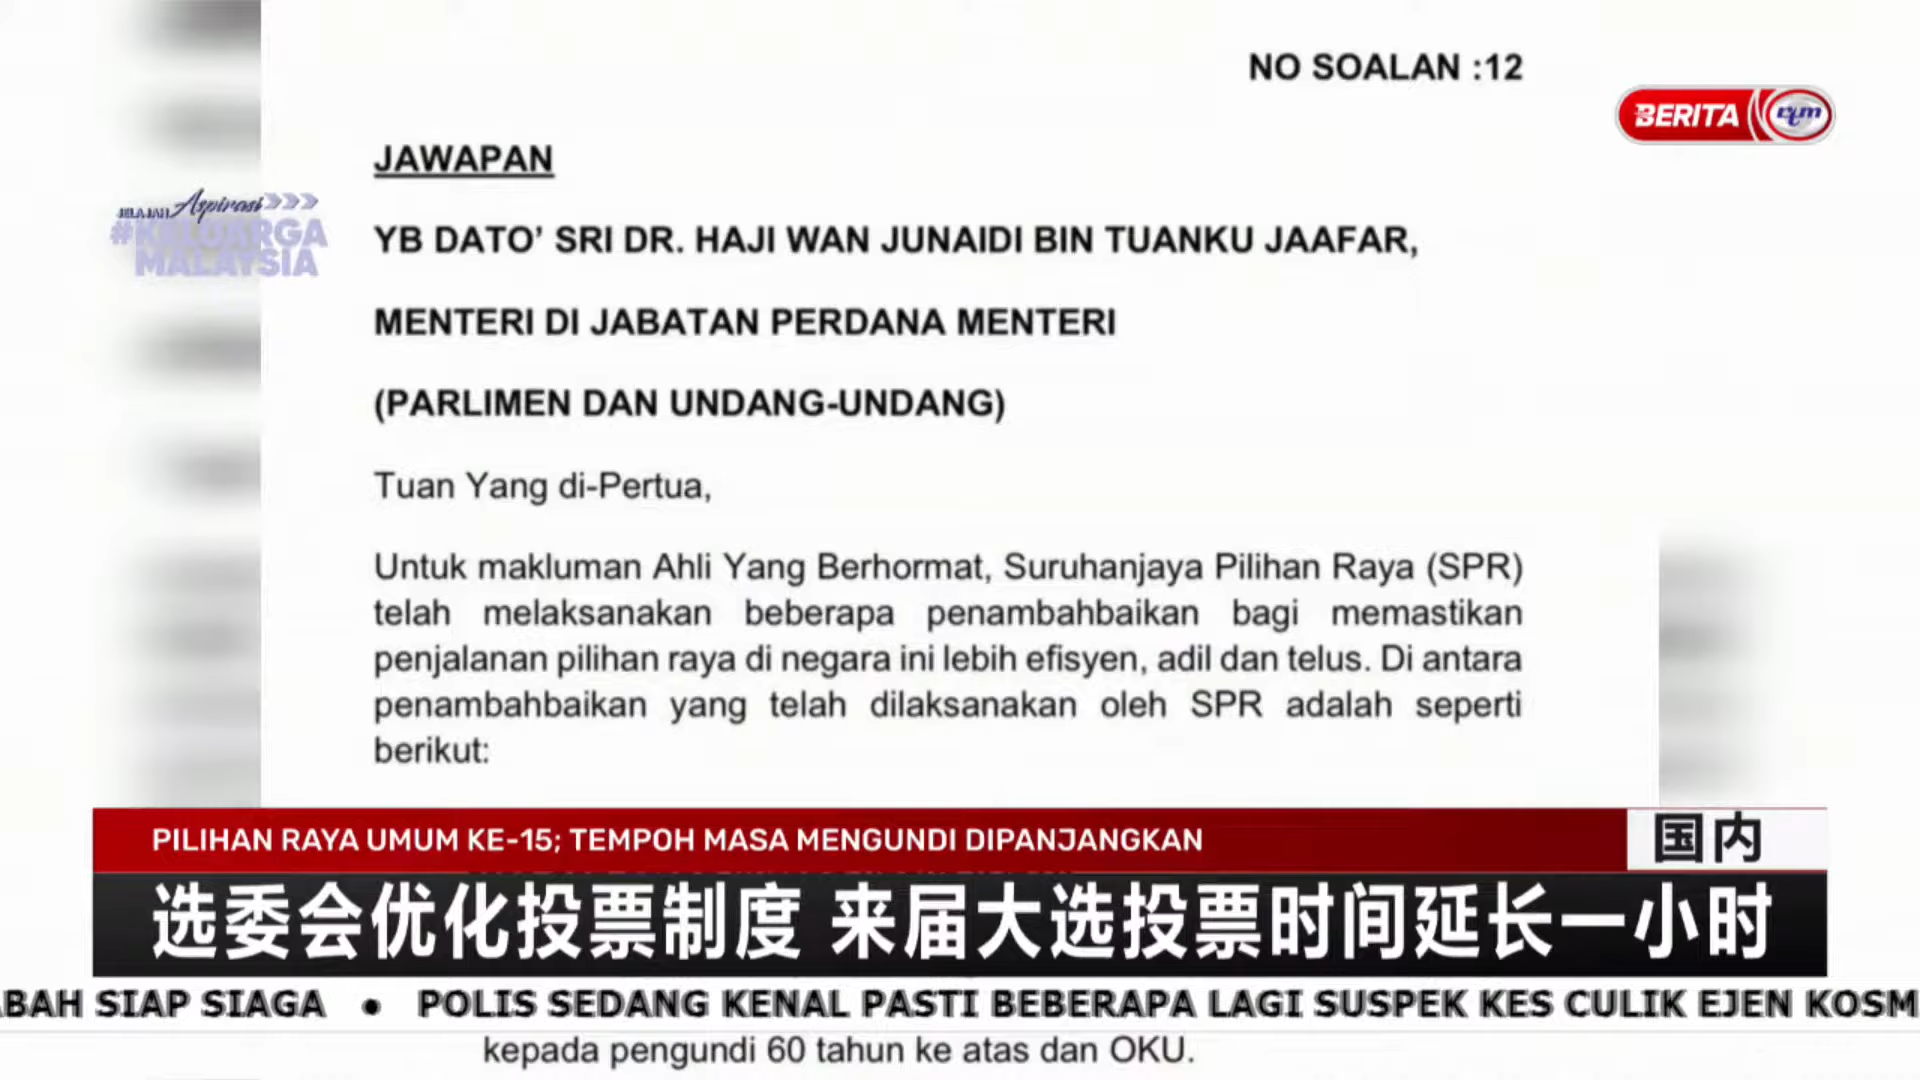 NO SOALAN :12
BERITA rtm
JAWAPAN
JELAJAH Aspirasi
#KELUARGA
MALAYSIA
YB DATO’ SRI DR. HAJI WAN JUNAIDI BIN TUANKU JAAFAR,
MENTERI DI JABATAN PERDANA MENTERI
(PARLIMEN DAN UNDANG-UNDANG)
Tuan Yang di-Pertua,
Untuk makluman Ahli Yang Berhormat, Suruhanjaya Pilihan Raya (SPR)
telah melaksanakan beberapa penambahbaikan bagi memastikan
penjalanan pilihan raya di negara ini lebih efisyen, adil dan telus. Di antara
penambahbaikan yang telah dilaksanakan oleh SPR adalah seperti
berikut:
PILIHAN RAYA UMUM KE-15; TEMPOH MASA MENGUNDI DIPANJANGKAN
国内
选委会优化投票制度 来届大选投票时间延长一小时
ABAH SIAP SIAGA • POLIS SEDANG KENAL PASTI BEBERAPA LAGI SUSPEK KES CULIK EJEN KOSM
kepada pengundi 60 tahun ke atas dan OKU.